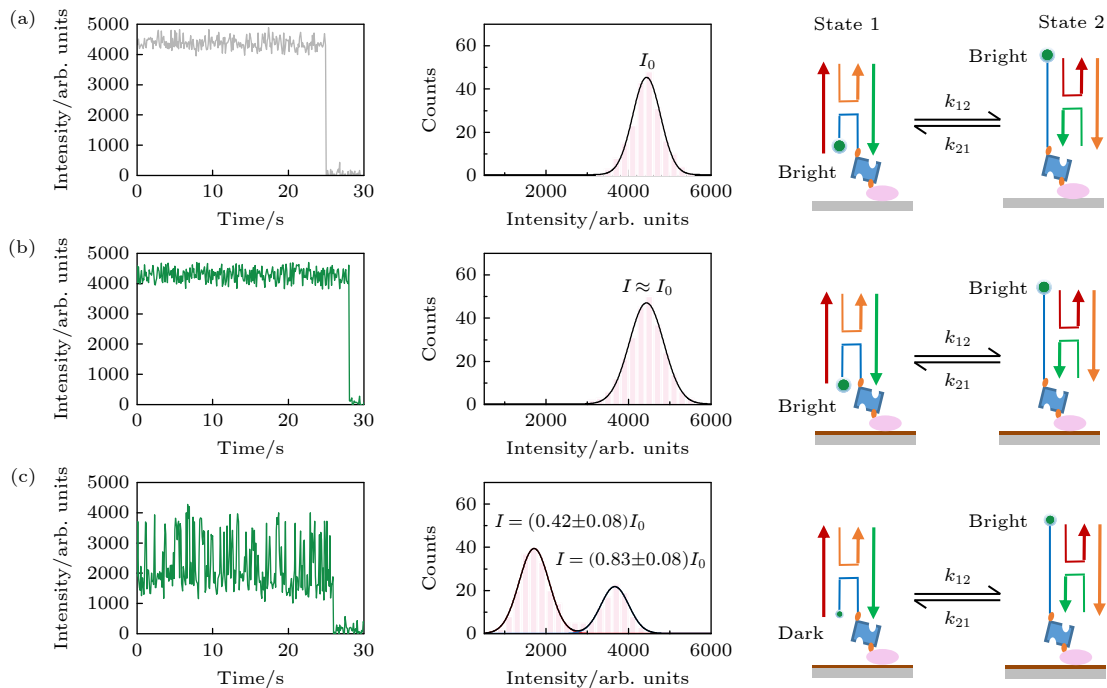 (a)
Intensity/arb. units
5000
4000
3000
2000
1000
0
0 10 20 30
Time/s
Counts
60
40
20
0
I₀
2000 4000 6000
Intensity/arb. units
State 1
State 2
Bright
Bright
k₁₂
k₂₁
(b)
Intensity/arb. units
5000
4000
3000
2000
1000
0
0 10 20 30
Time/s
Counts
60
40
20
0
I ≈ I₀
2000 4000 6000
Intensity/arb. units
Bright
Bright
k₁₂
k₂₁
(c)
Intensity/arb. units
5000
4000
3000
2000
1000
0
0 10 20 30
Time/s
Counts
60
40
20
0
I = (0.42±0.08)I₀
I = (0.83±0.08)I₀
2000 4000 6000
Intensity/arb. units
Bright
Dark
k₁₂
k₂₁